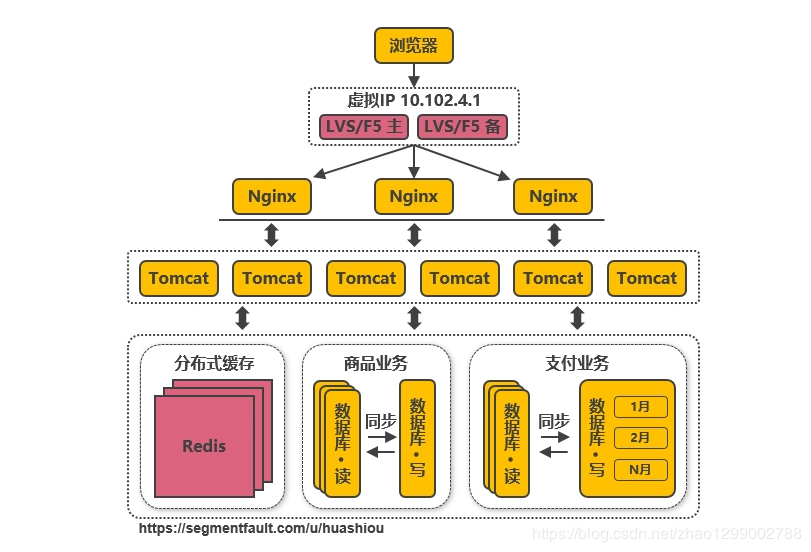 浏览器
虚拟IP 10.102.4.1
LVS/F5 主 LVS/F5 备
Nginx Nginx Nginx
Tomcat Tomcat Tomcat Tomcat Tomcat Tomcat
分布式缓存 商品业务 支付业务
Redis
数据库·读
同步
数据库·写
数据库·读
同步
数据库·写
1月
2月
N月
https://segmentfault.com/u/huashiou
https://blog.csdn.net/zhao1299002788